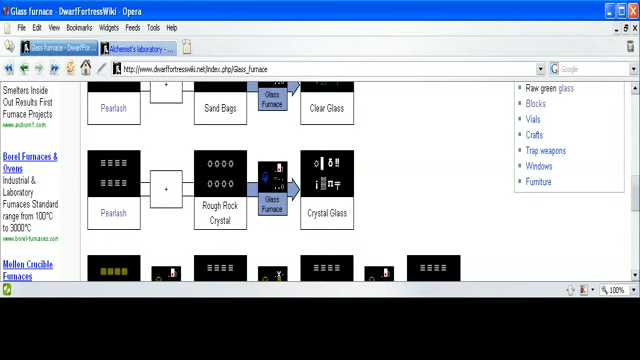 Glass furnace - DwarfFortressWiki - Opera
File Edit View Bookmarks Widgets Feeds Tools Help
Glass furnace - DwarfFor... Alchemist's laboratory - ...
http://www.dwarffortresswiki.net/index.php/Glass_furnace
Google
Smelters Inside
Out Results First
Furnace Projects
www.auburn1.com
Borel Furnaces &
Ovens
Industrial &
Laboratory
Furnaces Standard
range from 100°C
to 3000°C
www.borel-furnaces.com
Mellen Crucible
Furnaces
Pearlash
+
Sand Bags
Glass
Furnace
Clear Glass
Pearlash
+
Rough Rock
Crystal
Glass
Furnace
Crystal Glass
Raw green glass
Blocks
Vials
Crafts
Trap weapons
Windows
Furniture
100%